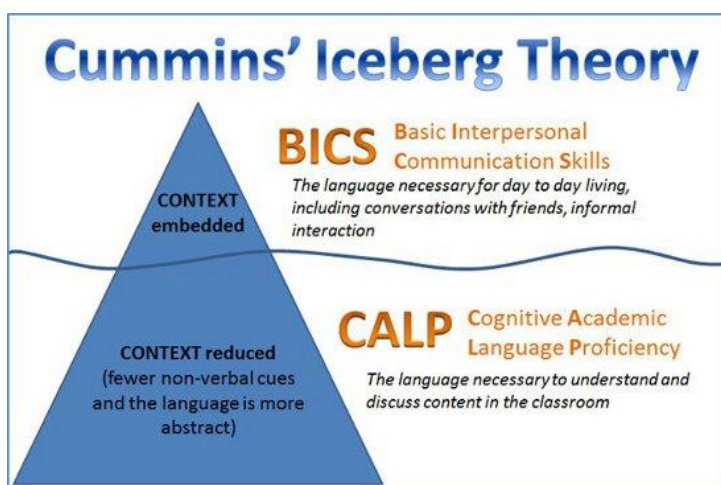 Cummins' Iceberg Theory
BICS
Basic Interpersonal
Communication Skills
The language necessary for day to day living,
including conversations with friends, informal
interaction
CONTEXT
embedded
CALP
Cognitive Academic
Language Proficiency
The language necessary to understand and
discuss content in the classroom
CONTEXT reduced
(fewer non-verbal cues
and the language is more
abstract)